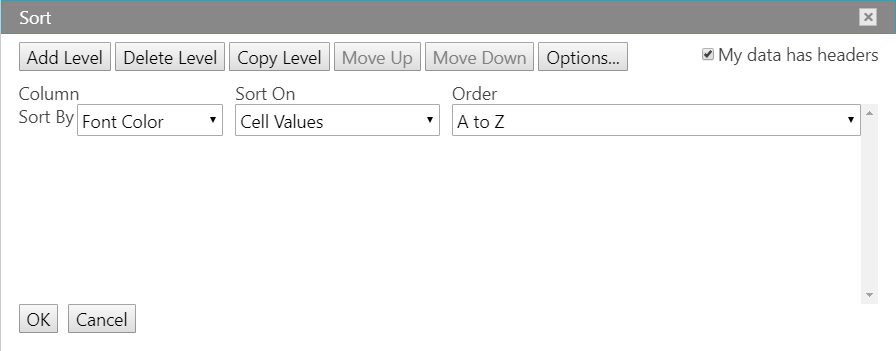 Sort
Add Level Delete Level Copy Level Move Up Move Down Options... My data has headers
Column Sort On Order
Sort By Font Color Cell Values A to Z
OK Cancel